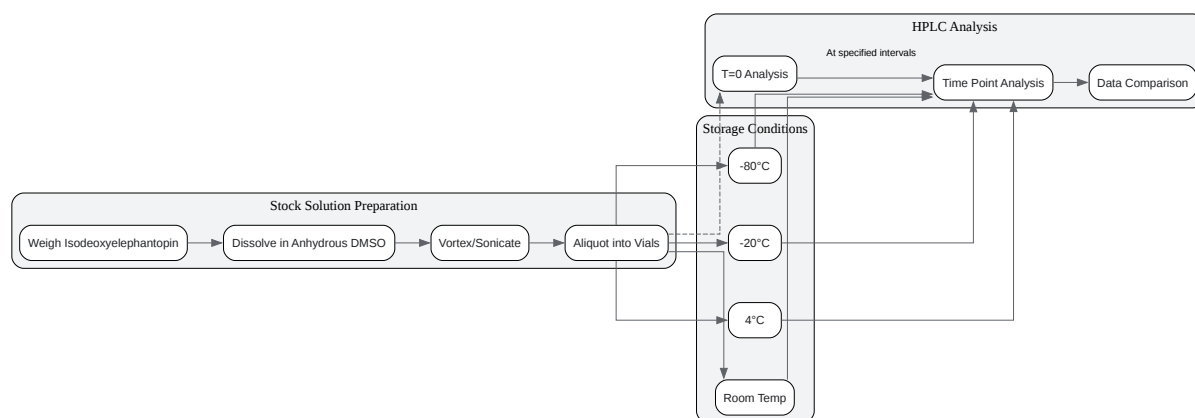 HPLC Analysis
At specified intervals
T=0 Analysis
Time Point Analysis
Data Comparison
Storage Conditions
-80°C
Stock Solution Preparation
Weigh Isodeoxyelephantopin
Dissolve in Anhydrous DMSO
Vortex/Sonicate
Aliquot into Vials
-20°C
4°C
Room Temp